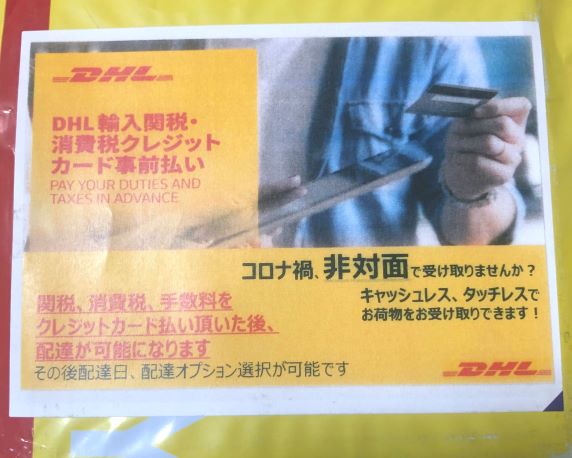 DHL
DHL 輸入関税・
消費税クレジット
カード事前払い
PAY YOUR DUTIES AND
TAXES IN ADVANCE
コロナ禍、非対面で受け取りませんか?
キャッシュレス、タッチレスで
お荷物をお受け取りできます!
関税、消費税、手数料を
クレジットカード払い頂いた後、
配達が可能になります
その後配達日、配達オプション選択が可能です
DHL